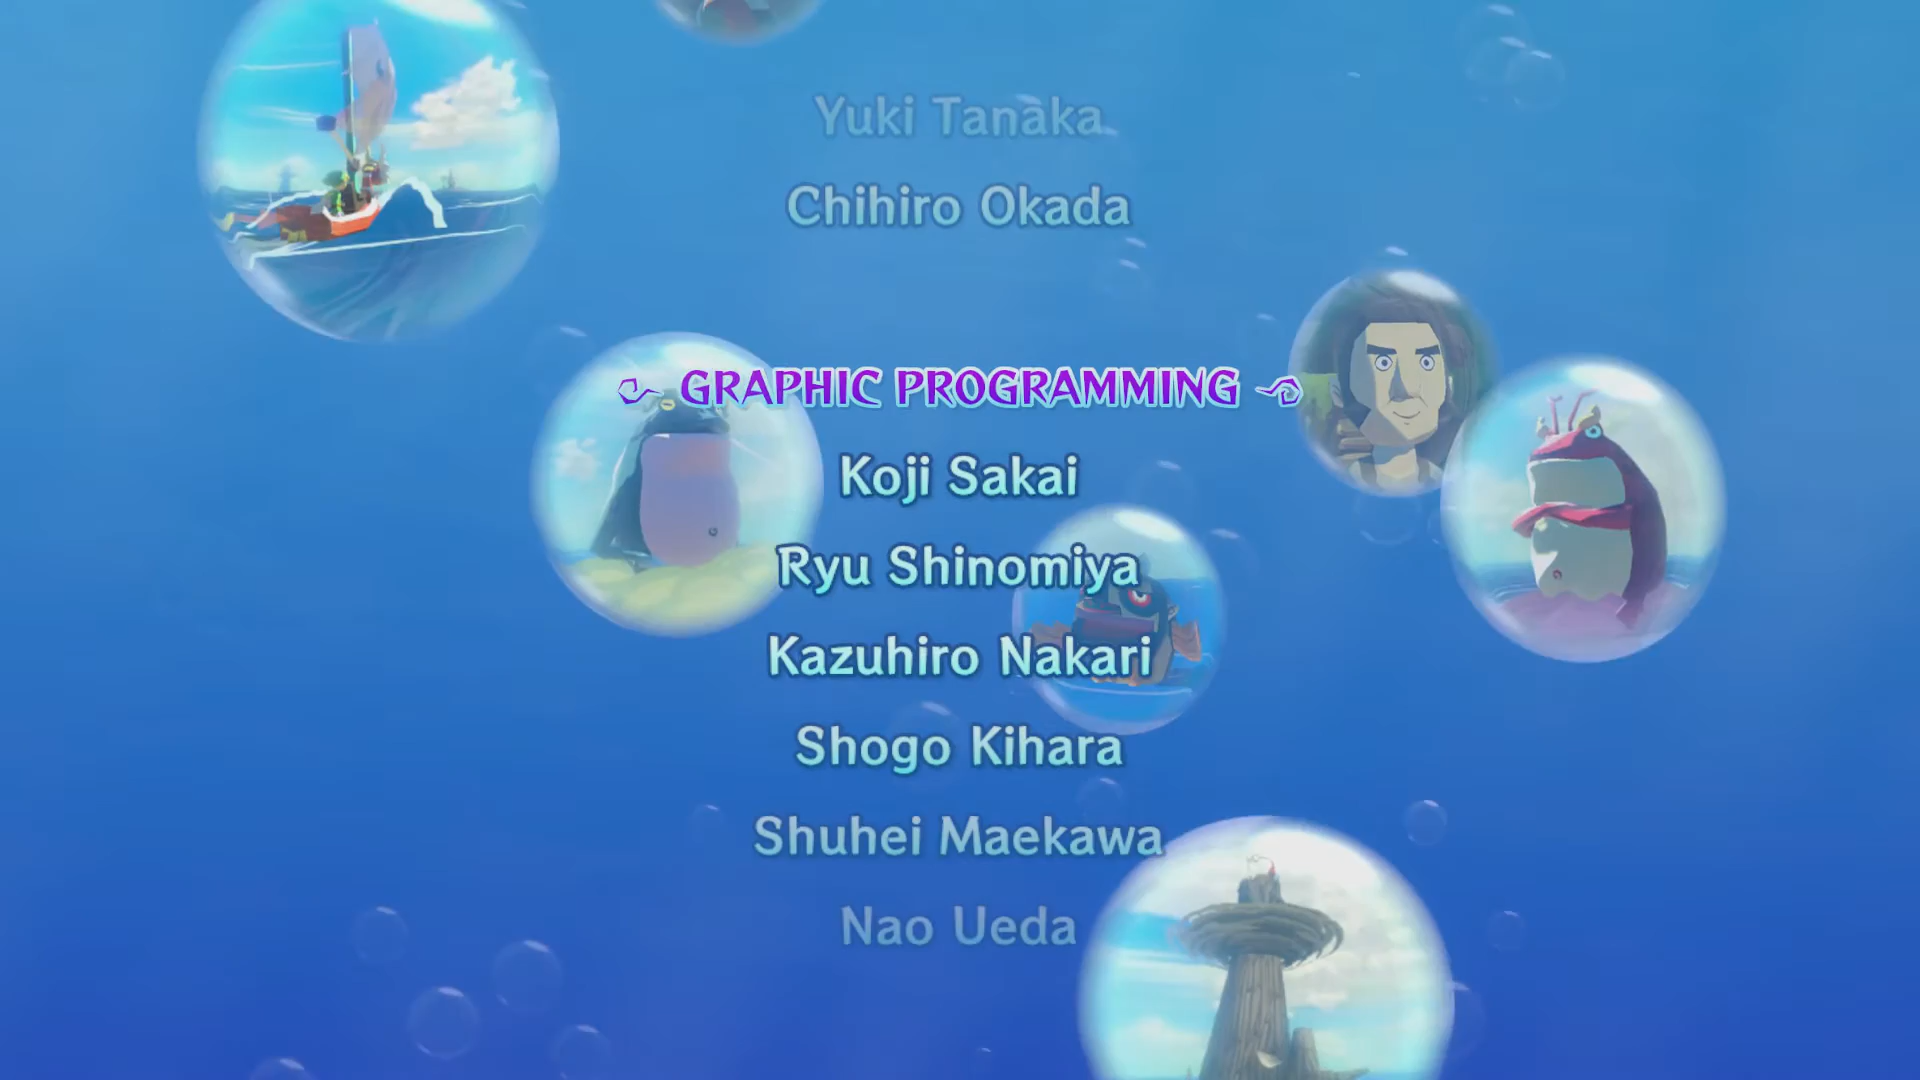 Yuki Tanaka
Chihiro Okada
GRAPHIC PROGRAMMING
Koji Sakai
Ryu Shinomiya
Kazuhiro Nakari
Shogo Kihara
Shuhei Maekawa
Nao Ueda